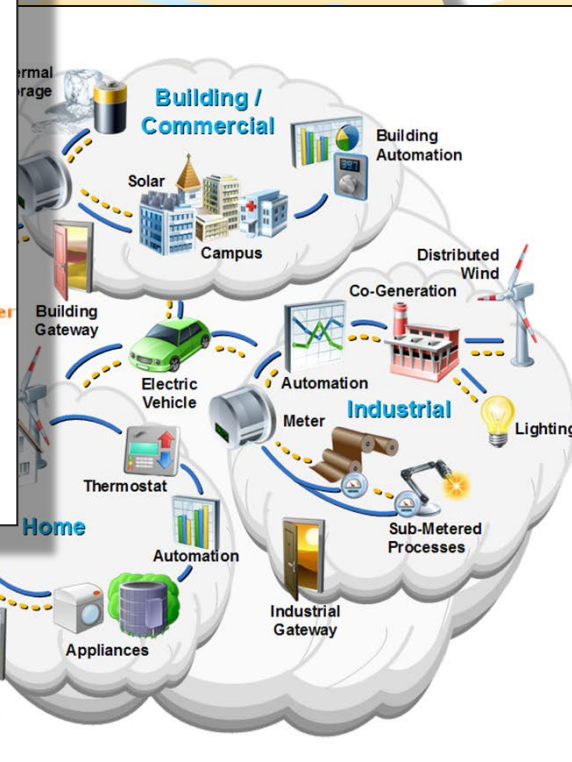 Building /
Commercial
Building
Automation
Solar
Campus
Distributed
Wind
Co-Generation
Building
Gateway
Electric
Vehicle
Automation
Meter
Industrial
Lighting
Thermostat
Home
Automation
Sub-Metered
Processes
Industrial
Gateway
Appliances